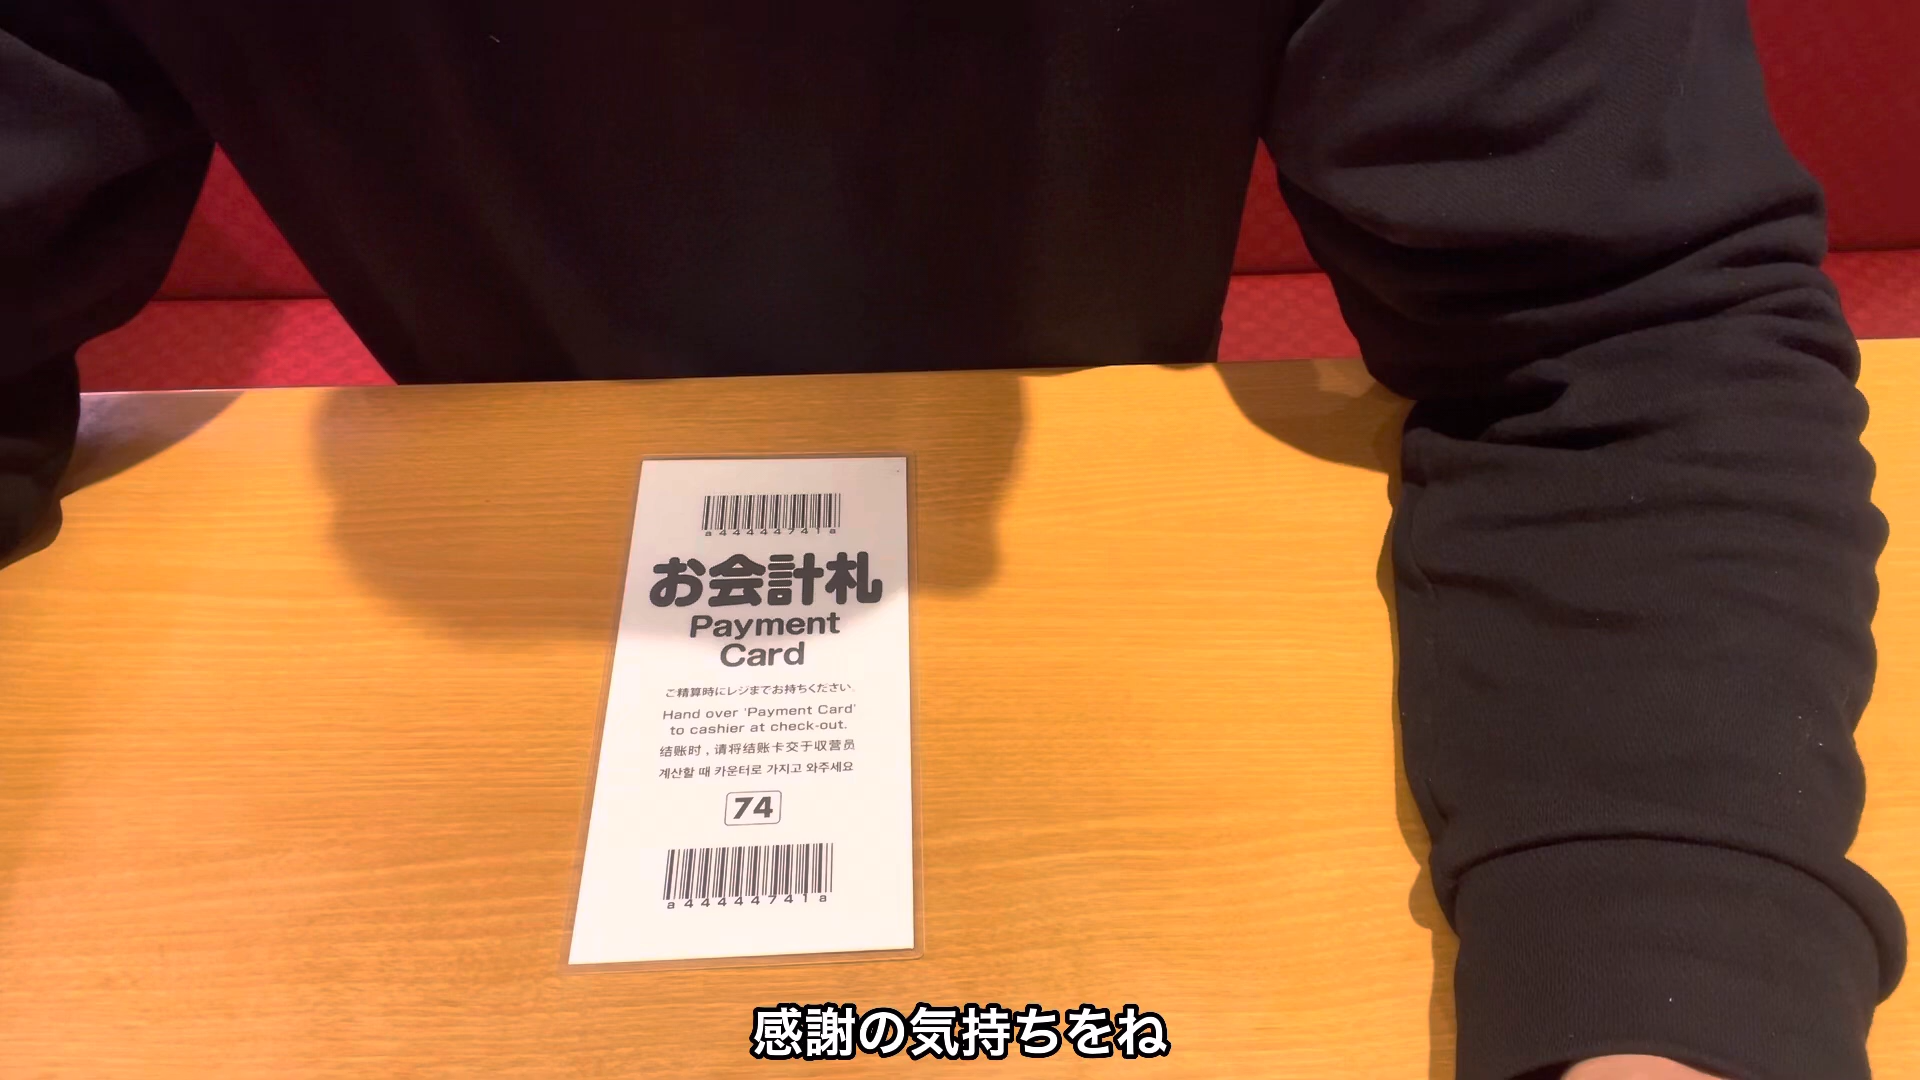 a44444741a
お会計札
Payment
Card
ご精算時にレジまでお持ちください。
Hand over 'Payment Card'
to cashier at check-out.
结账时，请将结账卡交于収营员
계산할 때 카운터로 가지고 와주세요
74
a44444741a
感謝の気持ちをね